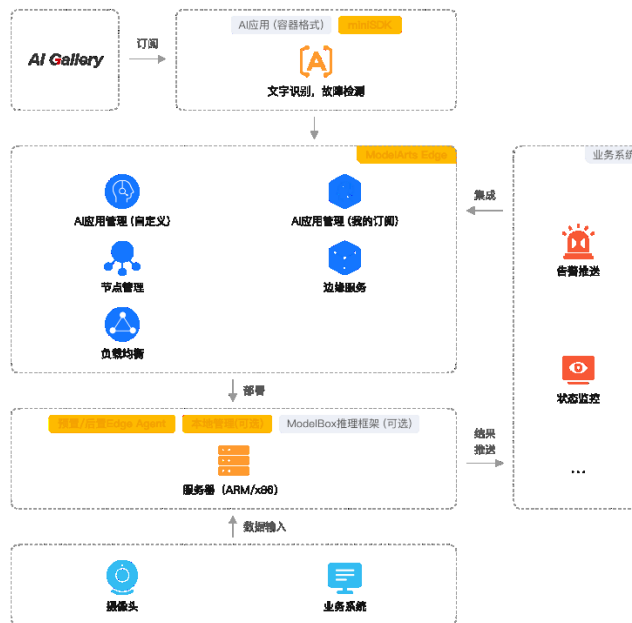 AI Gallery
订阅
AI应用 (容器格式)
miniSDK
文字识别，故障检测
ModelArts Edge
AI应用管理 (自定义)
AI应用管理 (我的订阅)
节点管理
边缘服务
负载均衡
集成
业务系统
告警推送
状态监控
...
部署
预置/后置Edge Agent
本地管理(可选)
ModelBox推理框架 (可选)
服务器 (ARM/x86)
结果
推送
数据输入
摄像头
业务系统